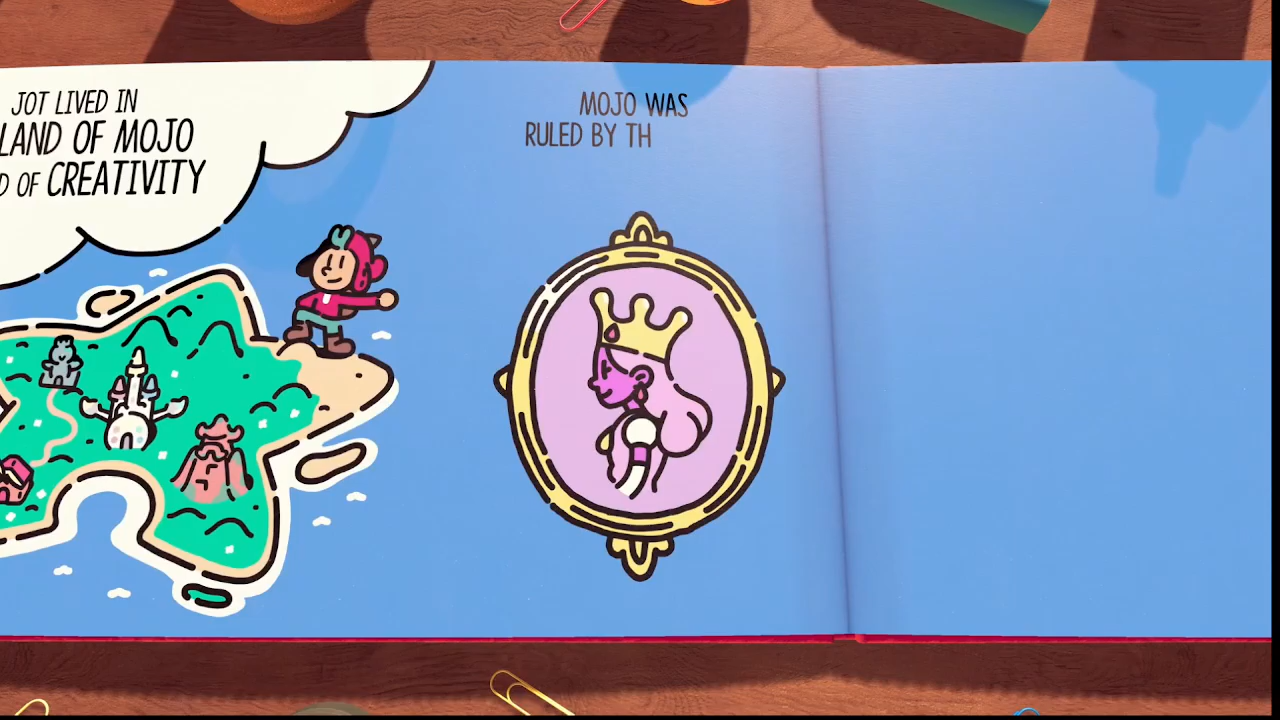 JOT LIVED IN
LAND OF MOJO
D OF CREATIVITY
MOJO WAS
RULED BY TH